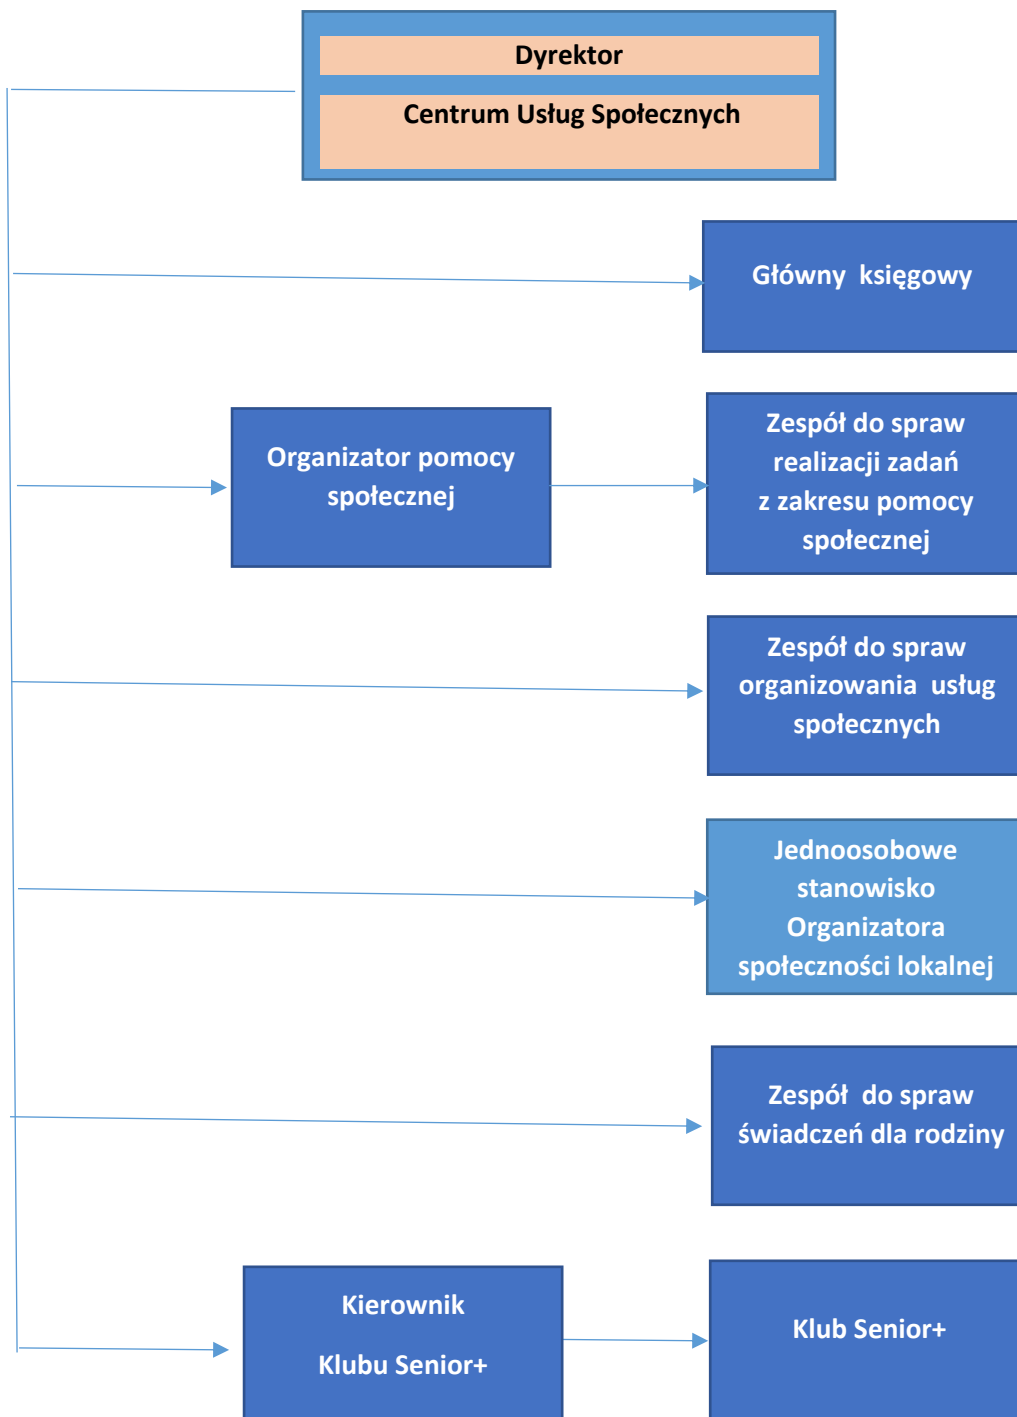 Dyrektor
Centrum Usług Społecznych
Główny księgowy
Organizator pomocy
społecznej
Zespół do spraw
realizacji zadań
z zakresu pomocy
społecznej
Zespół do spraw
organizowania usług
społecznych
Jednoosobowe
stanowisko
Organizatora
społeczności lokalnej
Zespół do spraw
świadczeń dla rodziny
Kierownik
Klubu Senior+
Klub Senior+